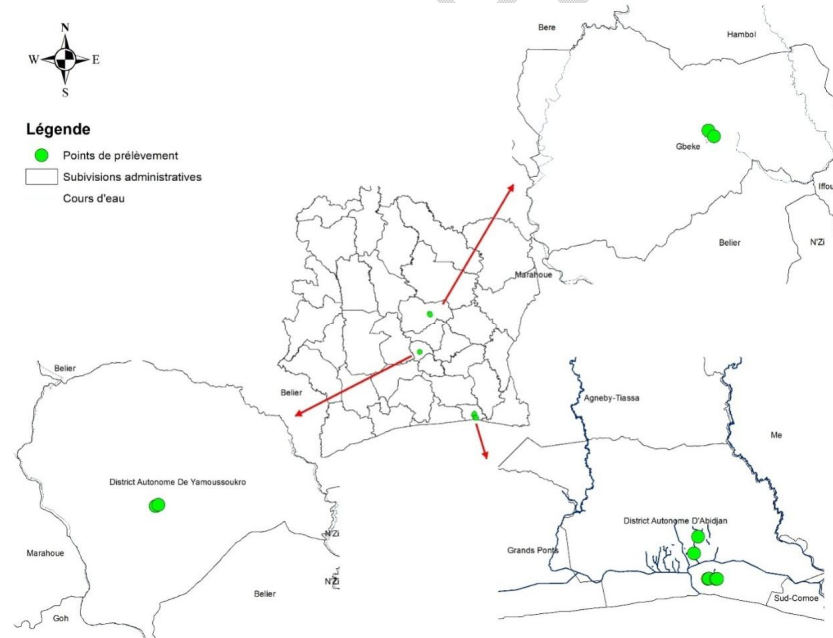 N
W E
S
Légende
Points de prélèvement
Subivisions administratives
Cours d'eau
Bere
Hambol
Gbeke
Iffou
Belier
N'Zi
Marahoue
Belier
Belier
District Autonome De Yamoussoukro
Marahoue
N'Zi
N'Zi
Belier
Goh
Agneby-Tiassa
Me
District Autonome D'Abidjan
Grands Ponts
Sud-Comoe